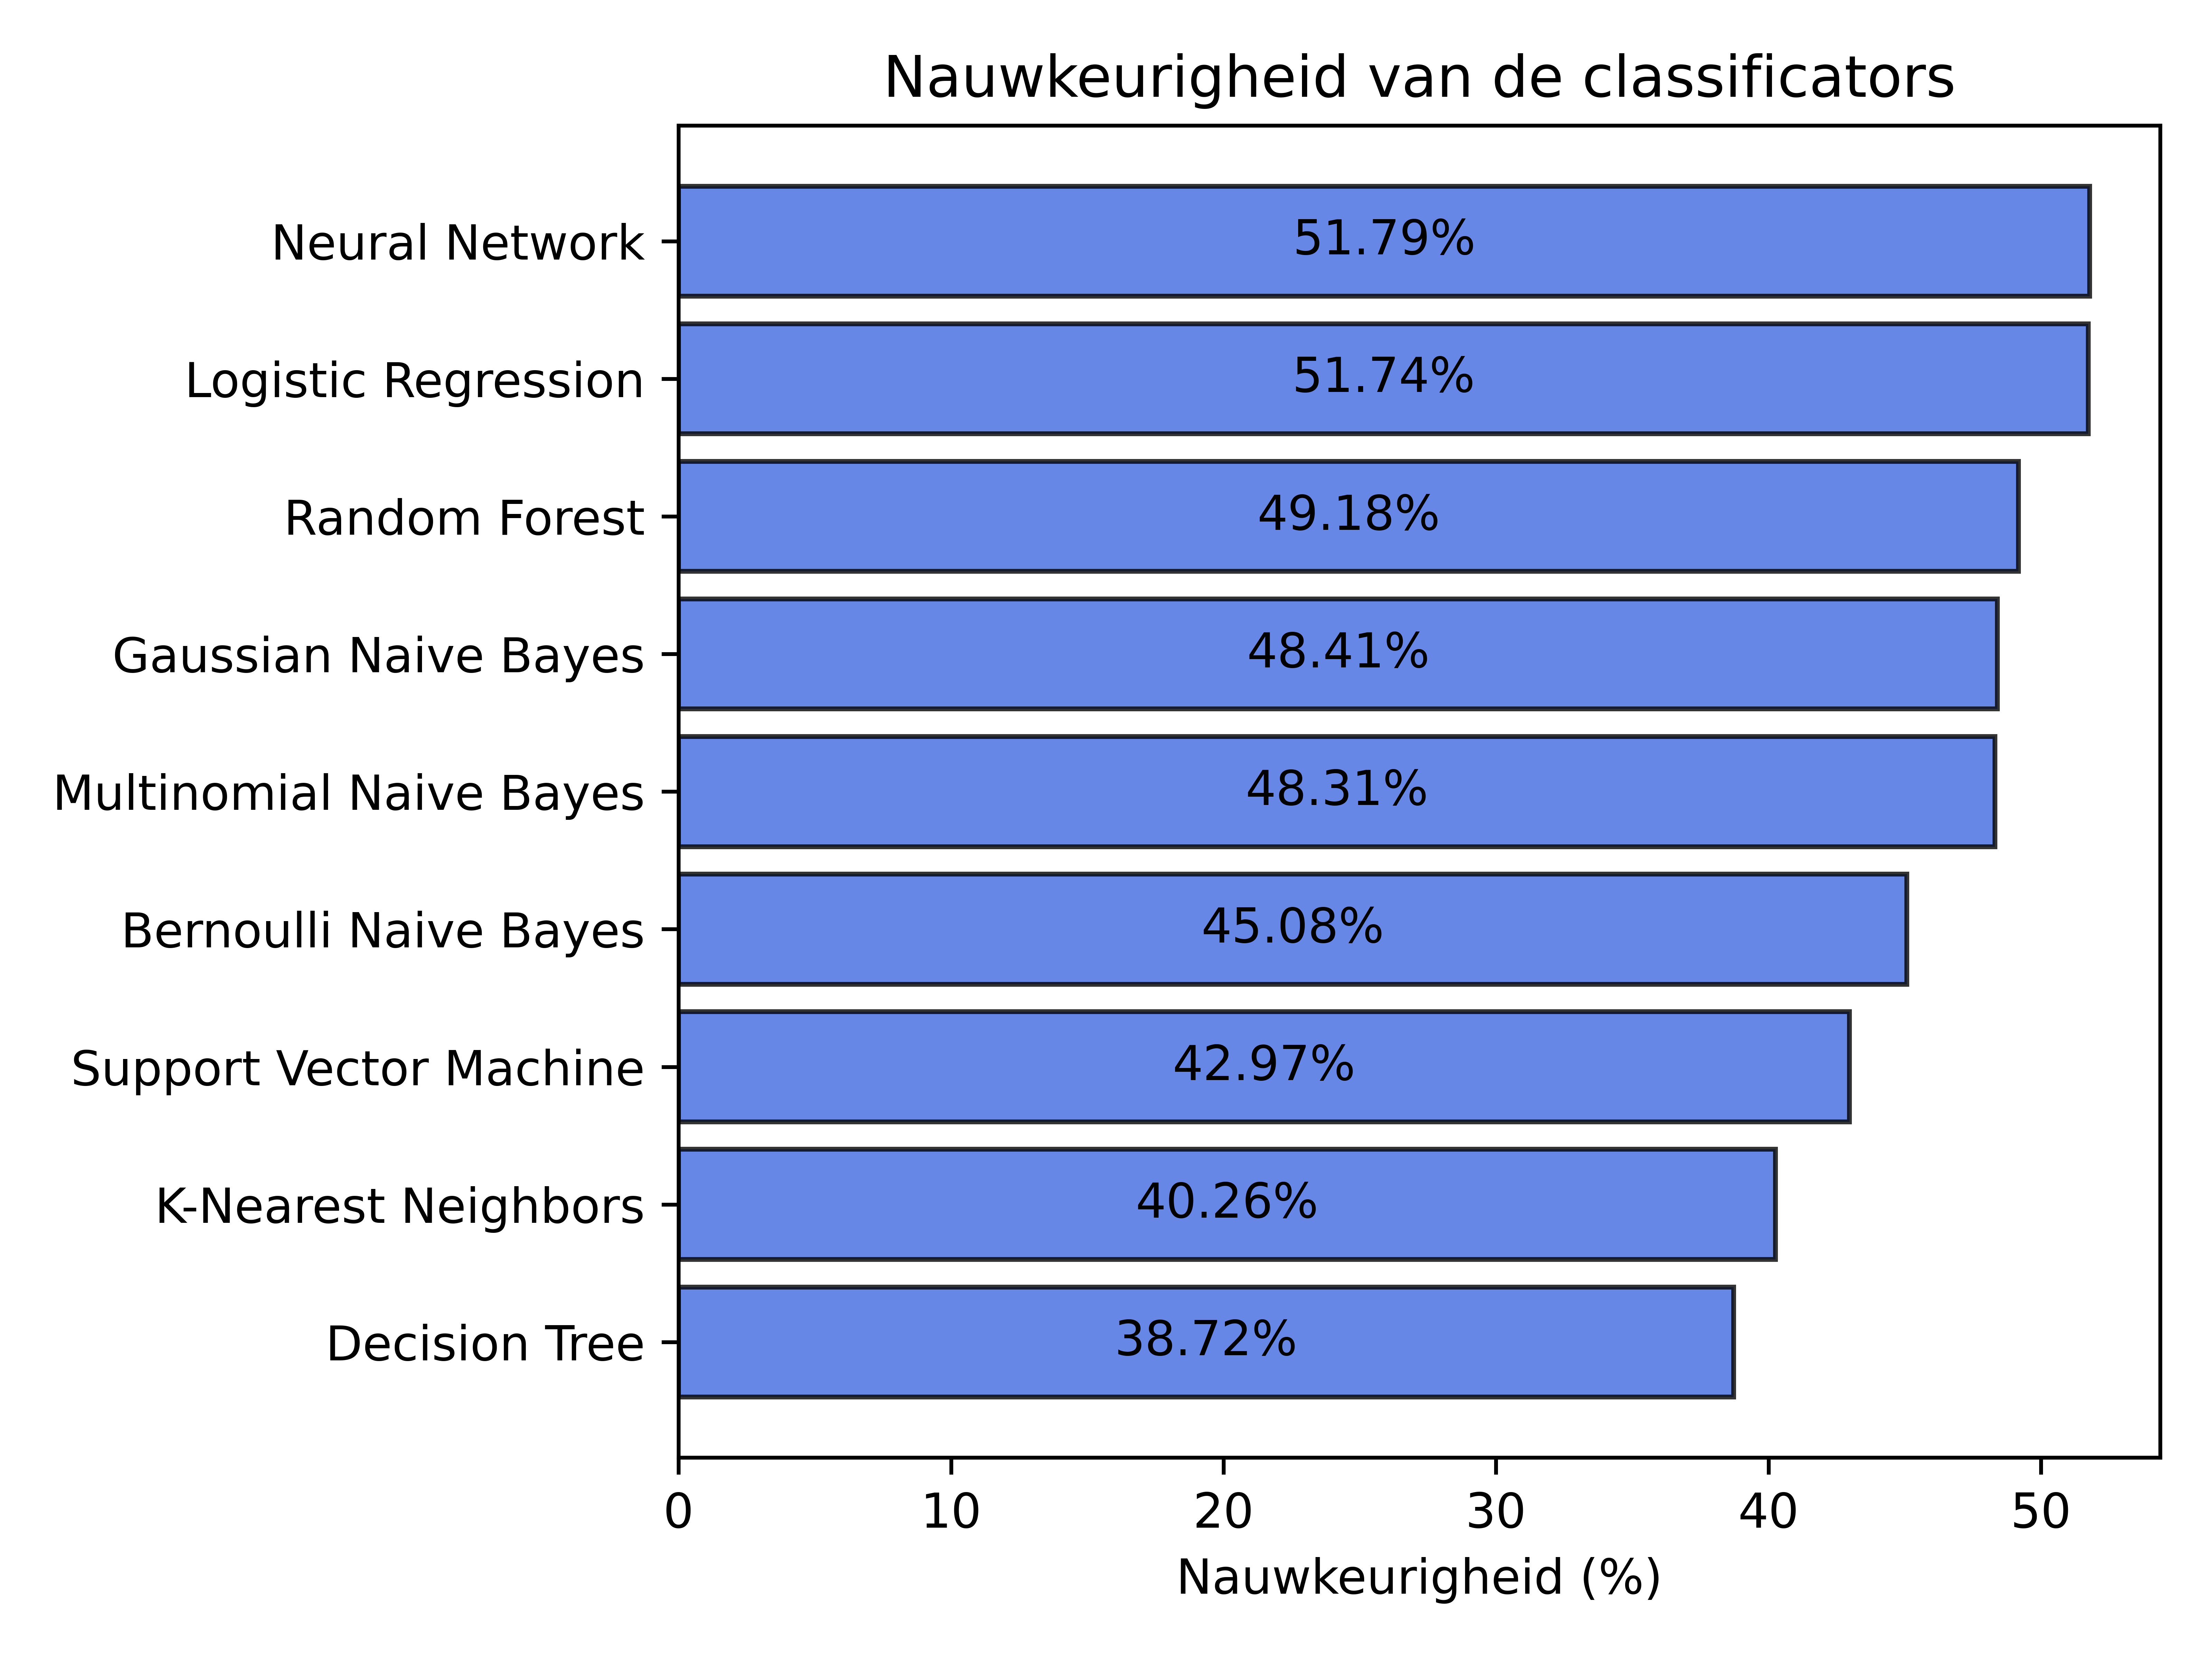 Nauwkeurigheid van de classificators
Neural Network 51.79%
Logistic Regression 51.74%
Random Forest 49.18%
Gaussian Naive Bayes 48.41%
Multinomial Naive Bayes 48.31%
Bernoulli Naive Bayes 45.08%
Support Vector Machine 42.97%
K-Nearest Neighbors 40.26%
Decision Tree 38.72%
0 10 20 30 40 50
Nauwkeurigheid (%)